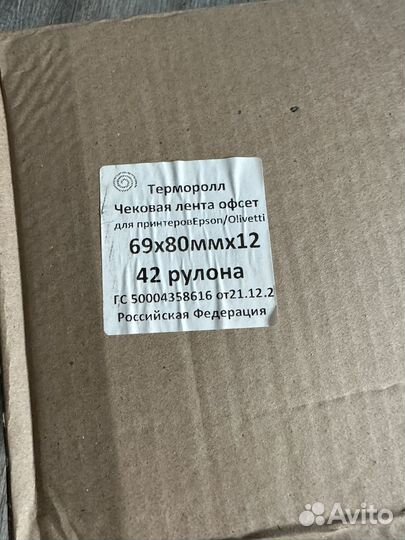 Терморолл
Чековая лента офсет
для принтеровEpson/Olivetti
69х80ммх12
42 рулона
ГС 50004358616 от21.12.2
Российская Федерация
Avito